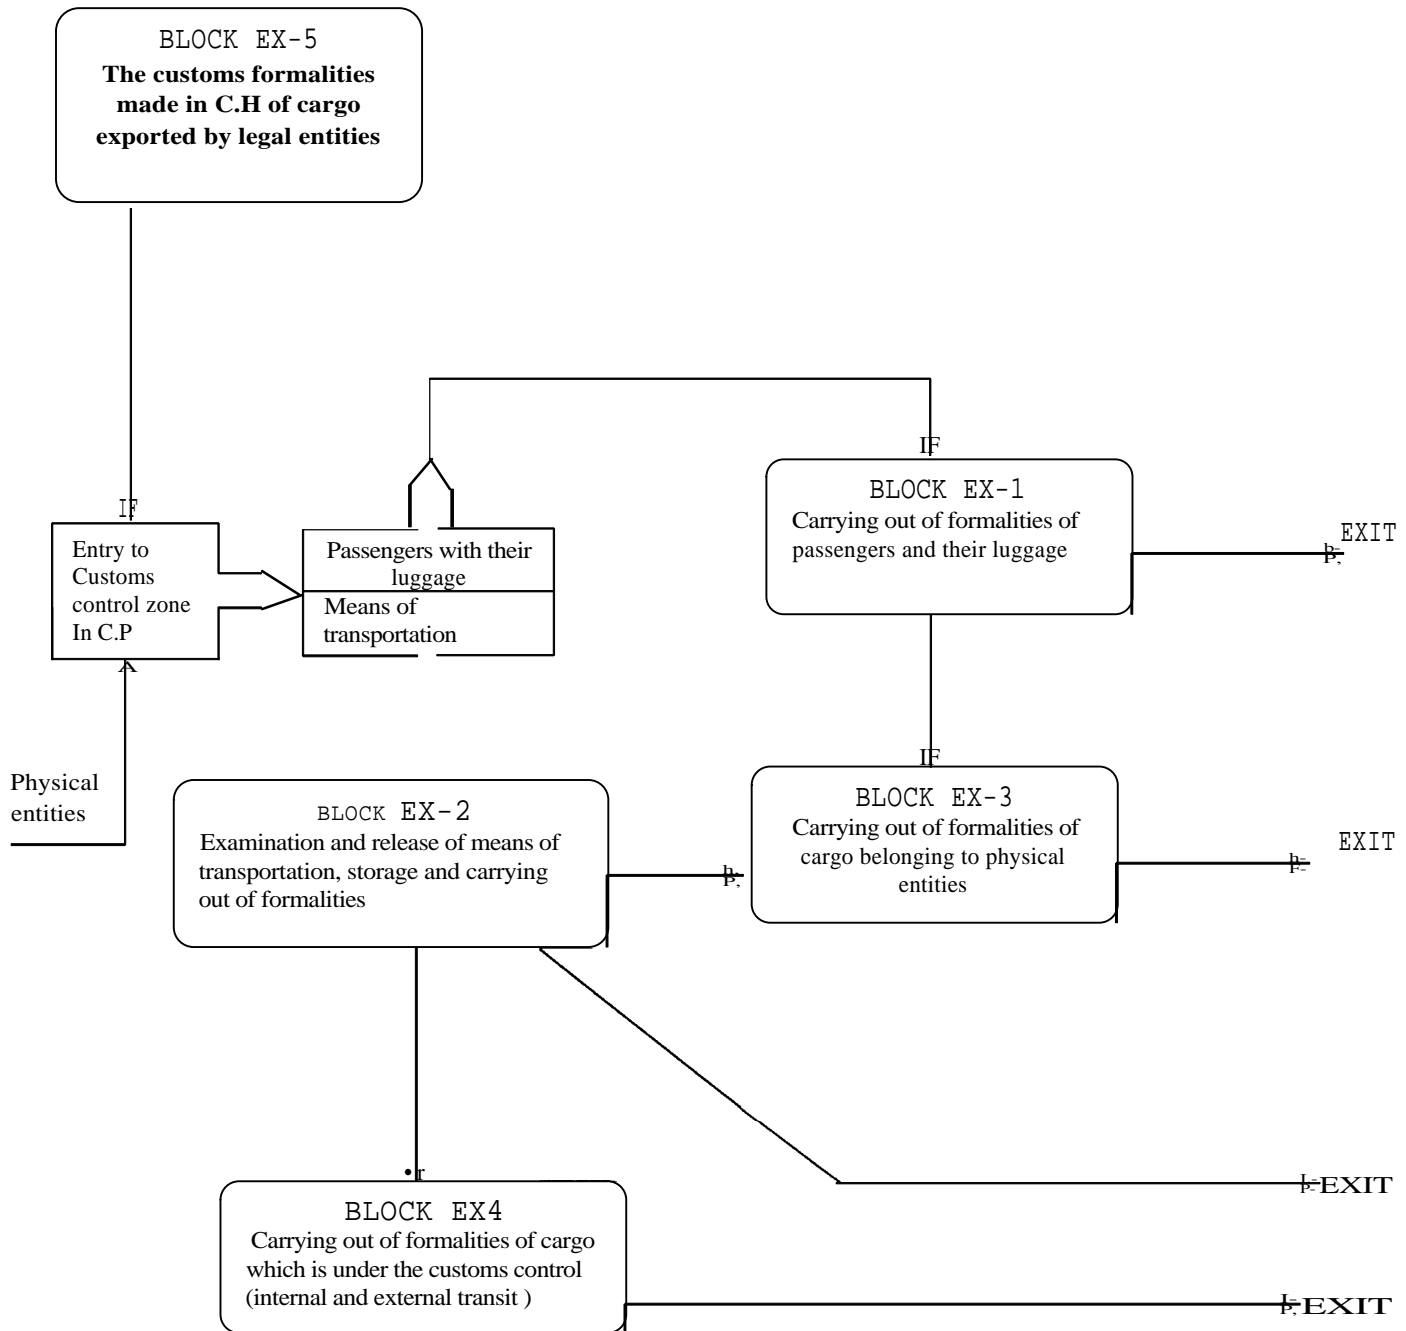 BLOCK EX-5
The customs formalities
made in C.H of cargo
exported by legal entities
IF
BLOCK EX-1
Carrying out of formalities of
passengers and their luggage
EXIT
IF
Entry to
Customs
control zone
In C.P
A
Passengers with their
luggage
Means of
transportation
Physical
entities
IF
BLOCK EX-3
Carrying out of formalities of
cargo belonging to physical
entities
EXIT
BLOCK EX-2
Examination and release of means of
transportation, storage and carrying
out of formalities
EXIT
• r
BLOCK EX4
Carrying out of formalities of cargo
which is under the customs control
(internal and external transit )
EXIT